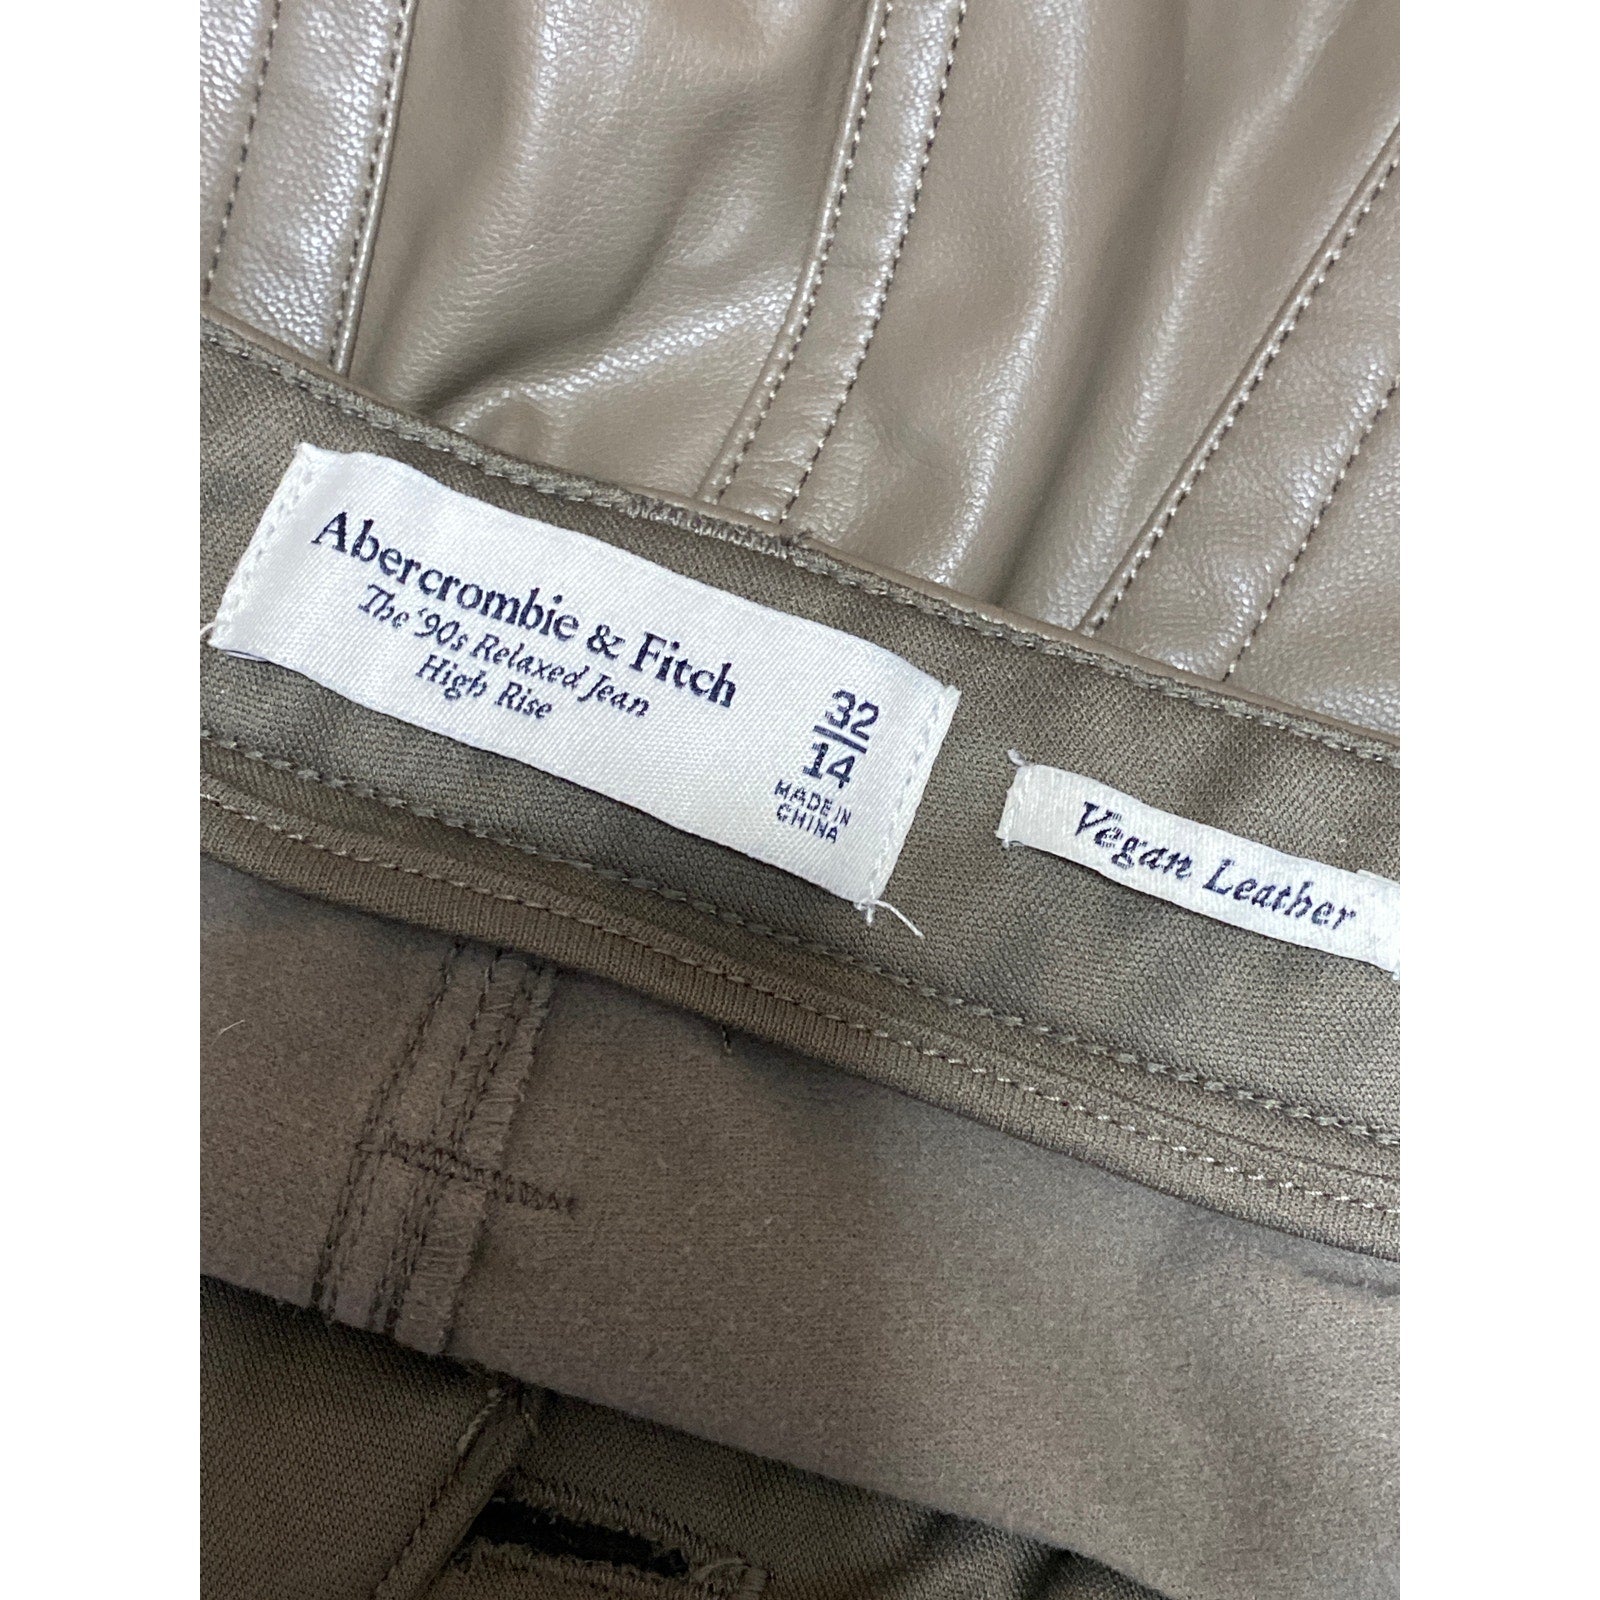 Abercrombie & Fitch
The '90s Relaxed Jean
High Rise
32
14
MADE IN
CHINA
Vegan Leather